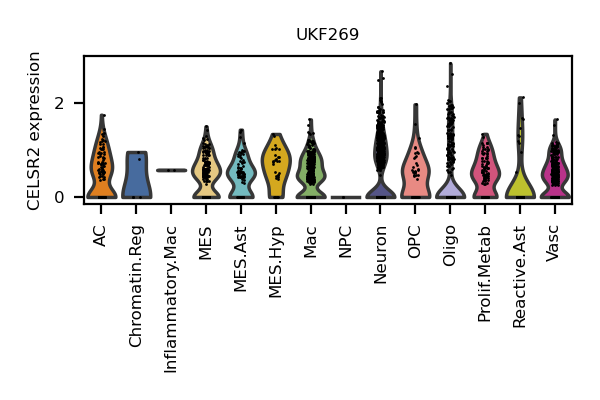 UKF269
CELSR2 expression
2
0
AC
Chromatin.Reg
Inflammatory.Mac
MES
MES.Ast
MES.Hyp
Mac
NPC
Neuron
OPC
Oligo
Prolif.Metab
Reactive.Ast
Vasc